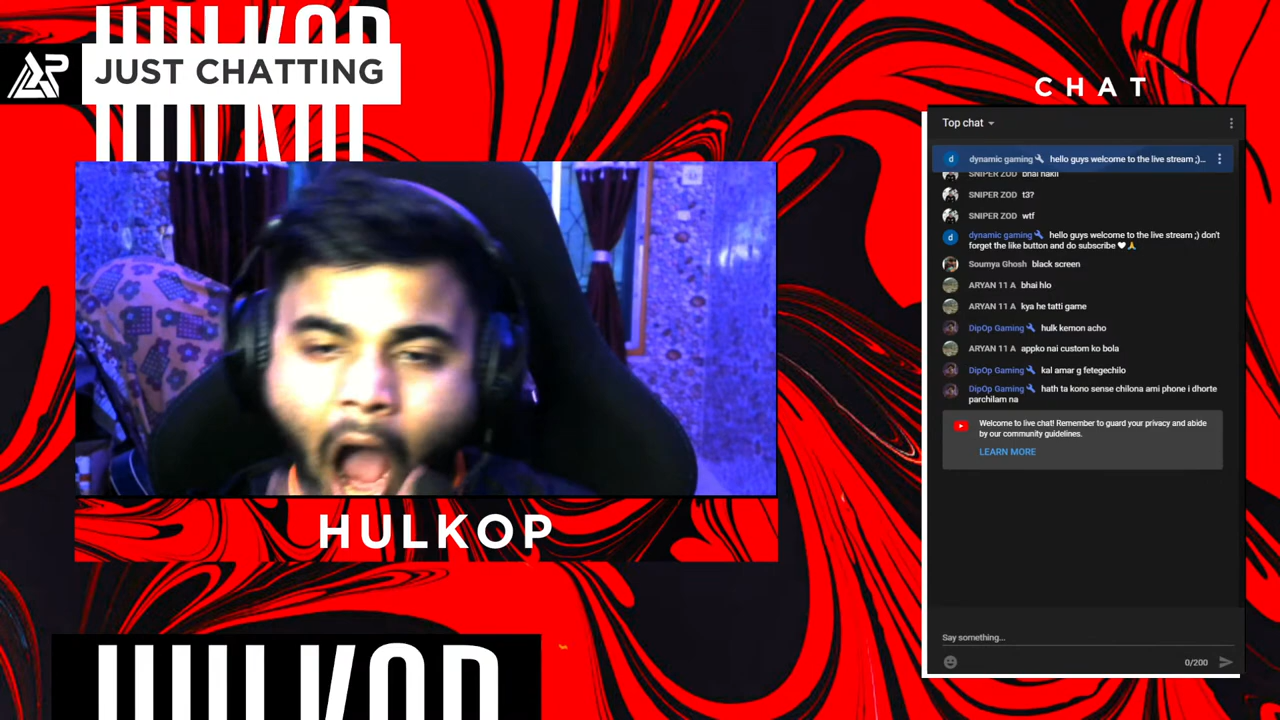 HULKOP
JUST CHATTING
CHAT
Top chat
dynamic gaming hello guys welcome to the live stream ;)...
SNIPER ZOD bhai hakli
SNIPER ZOD t3?
SNIPER ZOD wtf
dynamic gaming hello guys welcome to the live stream ;) don't
forget the like button and do subscribe ♥🙏
Soumya Ghosh black screen
ARYAN 11 A bhai hlo
ARYAN 11 A kya he tatti game
DipOp Gaming hulk kemon acho
ARYAN 11 A appko nai custom ko bola
DipOp Gaming kal amar g fetegechilo
DipOp Gaming hath ta kono sense chilona ami phone i dhorte
parchilam na
Welcome to live chat! Remember to guard your privacy and abide
by our community guidelines.
LEARN MORE
Say something...
0/200
HULKOP
HULKOP